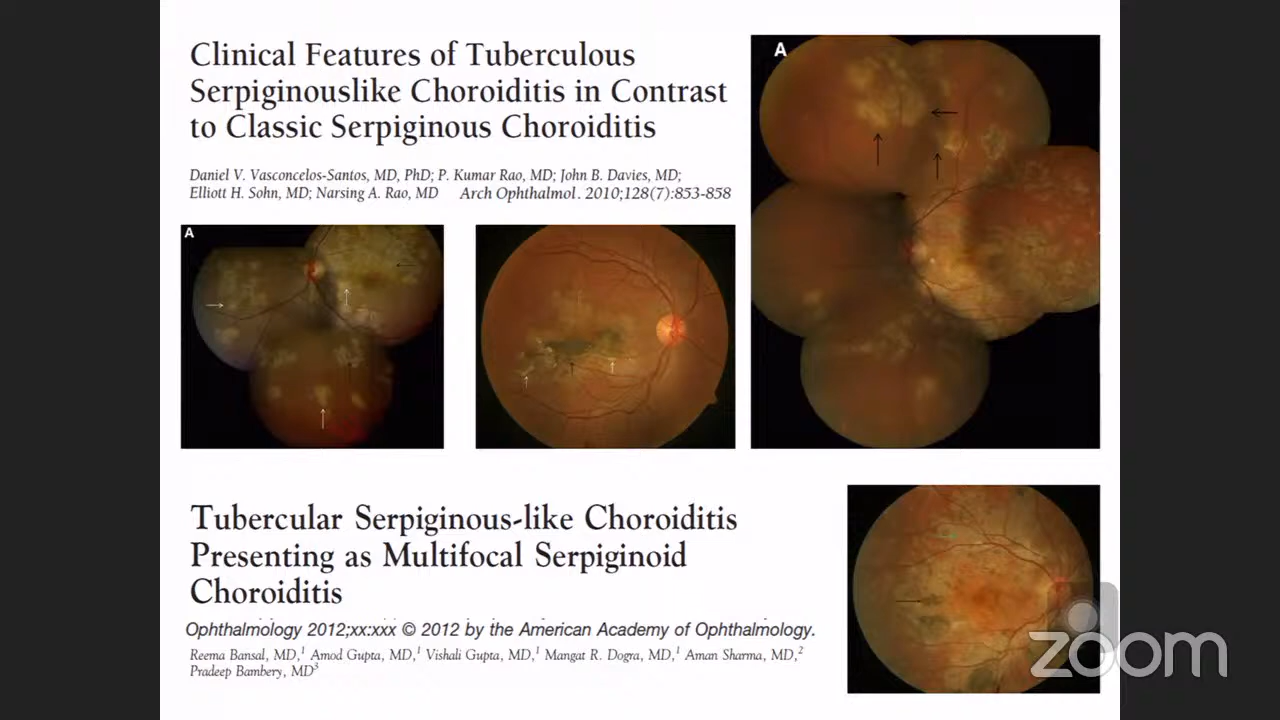 Clinical Features of Tuberculous
Serpiginouslike Choroiditis in Contrast
to Classic Serpiginous Choroiditis
Daniel V. Vasconcelos-Santos, MD, PhD; P. Kumar Rao, MD; John B. Davies, MD;
Elliott H. Sohn, MD; Narsing A. Rao, MD Arch Ophthalmol. 2010;128(7):853-858
A
A
Tubercular Serpiginous-like Choroiditis
Presenting as Multifocal Serpiginoid
Choroiditis
Ophthalmology 2012;xx:xxx © 2012 by the American Academy of Ophthalmology.
Reema Bansal, MD,¹ Amod Gupta, MD,¹ Vishali Gupta, MD,¹ Mangat R. Dogra, MD,¹ Aman Sharma, MD,²
Pradeep Bambery, MD³
zoom